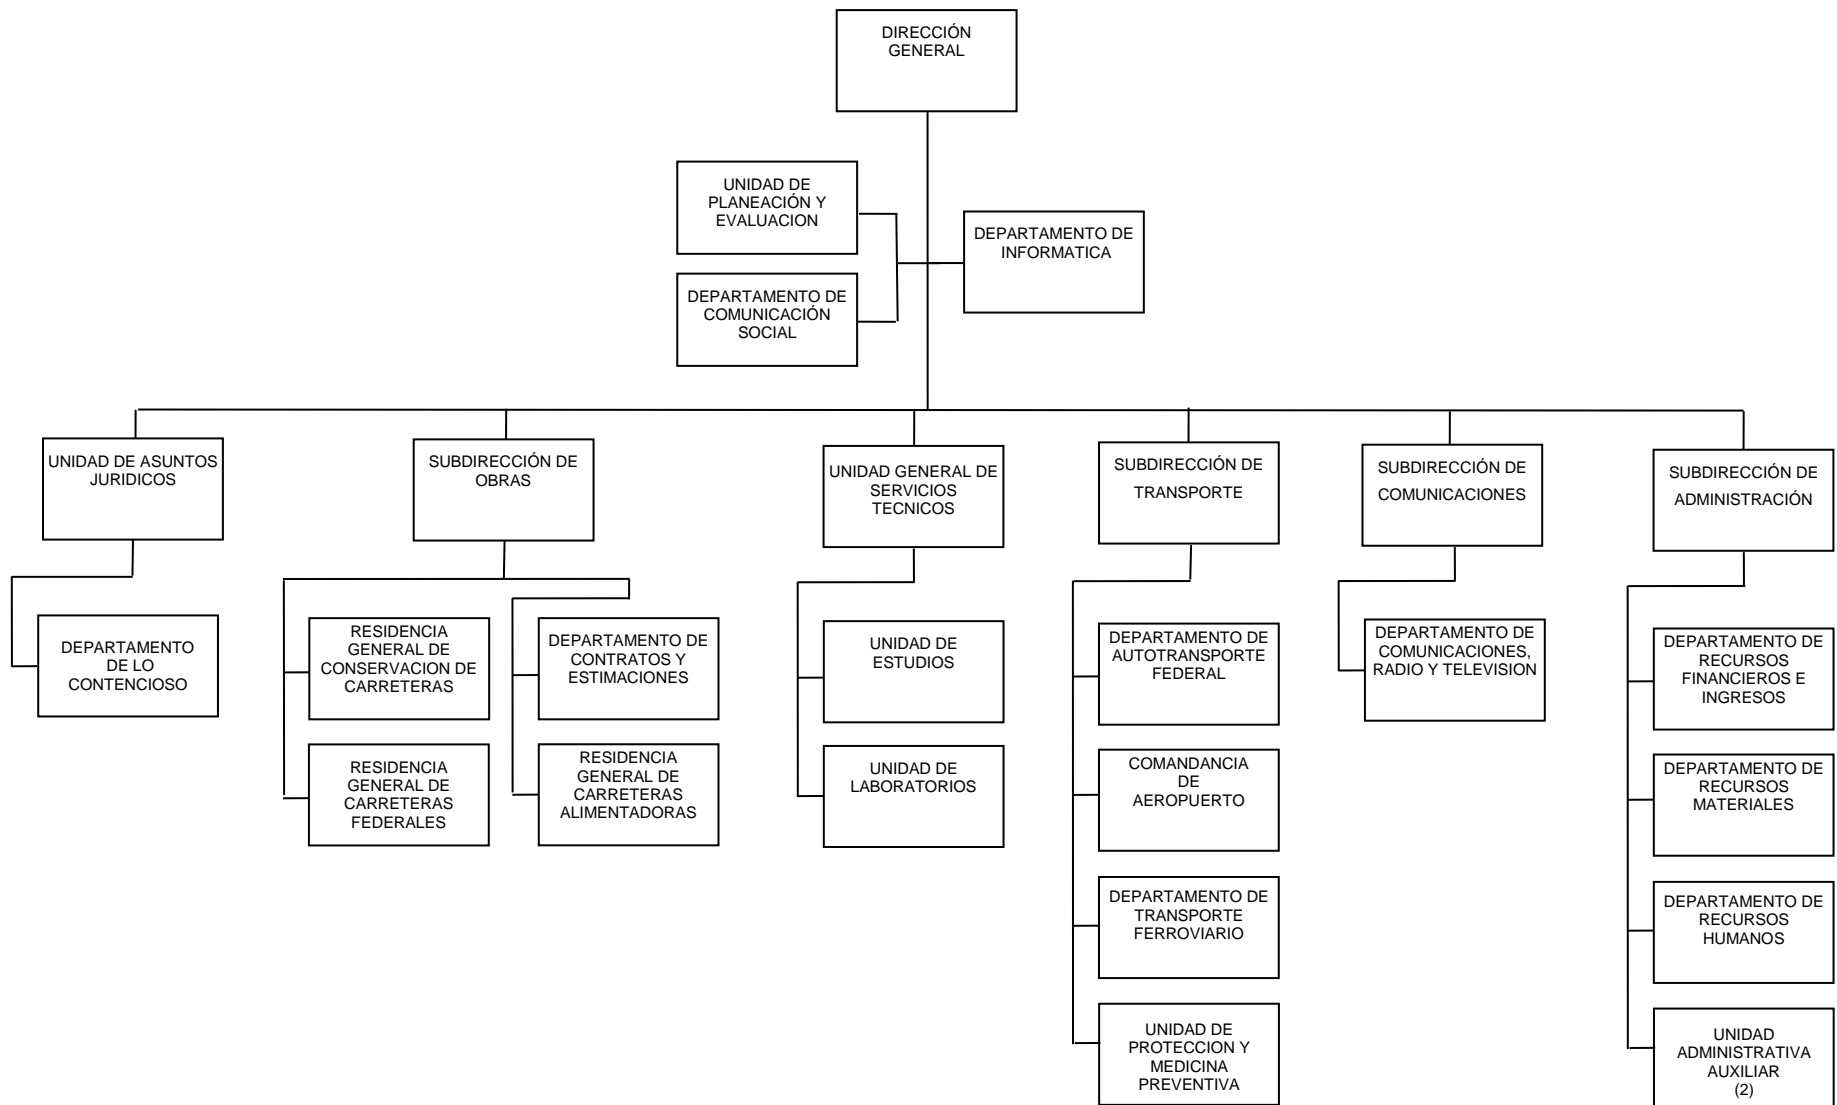 DIRECCIÓN
GENERAL
UNIDAD DE
PLANEACIÓN Y
EVALUACION
DEPARTAMENTO DE
INFORMATICA
DEPARTAMENTO DE
COMUNICACIÓN
SOCIAL
UNIDAD DE ASUNTOS
JURIDICOS
SUBDIRECCIÓN DE
OBRAS
UNIDAD GENERAL DE
SERVICIOS
TECNICOS
SUBDIRECCIÓN DE
TRANSPORTE
SUBDIRECCIÓN DE
COMUNICACIONES
SUBDIRECCIÓN DE
ADMINISTRACIÓN
DEPARTAMENTO
DE LO
CONTENCIOSO
RESIDENCIA
GENERAL DE
CONSERVACION DE
CARRETERAS
DEPARTAMENTO DE
CONTRATOS Y
ESTIMACIONES
UNIDAD DE
ESTUDIOS
DEPARTAMENTO DE
AUTOTRANSPORTE
FEDERAL
DEPARTAMENTO DE
COMUNICACIONES,
RADIO Y TELEVISION
DEPARTAMENTO DE
RECURSOS
FINANCIEROS E
INGRESOS
RESIDENCIA
GENERAL DE
CARRETERAS
FEDERALES
RESIDENCIA
GENERAL DE
CARRETERAS
ALIMENTADORAS
UNIDAD DE
LABORATORIOS
COMANDANCIA
DE
AEROPUERTO
DEPARTAMENTO DE
RECURSOS
MATERIALES
DEPARTAMENTO DE
TRANSPORTE
FERROVIARIO
DEPARTAMENTO DE
RECURSOS
HUMANOS
UNIDAD DE
PROTECCION Y
MEDICINA
PREVENTIVA
UNIDAD
ADMINISTRATIVA
AUXILIAR
(2)